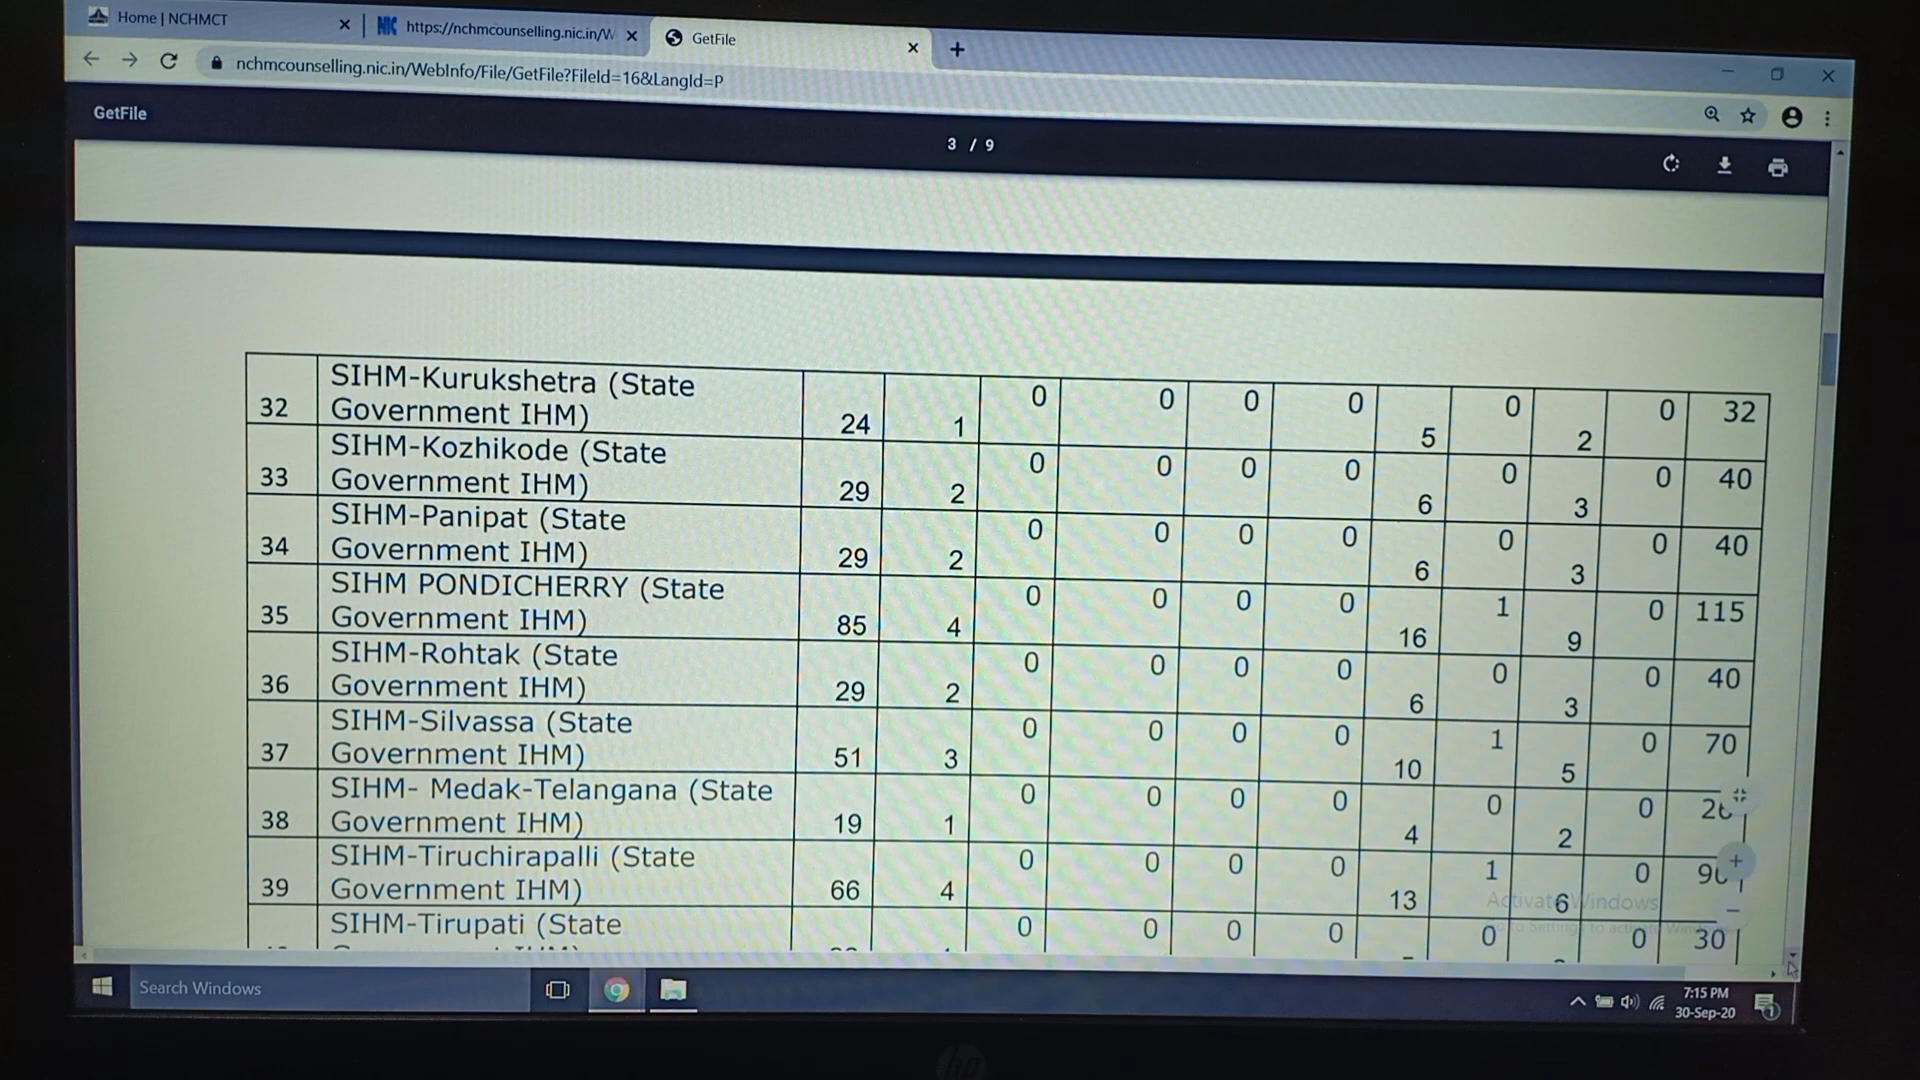 Home | NCHMCT
NIC https://nchmcounselling.nic.in/W
GetFile
nchmcounselling.nic.in/WebInfo/File/GetFile?FileId=16&LangId=P
GetFile
3 / 9
32 SIHM-Kurukshetra (State Government IHM) 24 1 0 0 0 0 5 0 2 0 32
33 SIHM-Kozhikode (State Government IHM) 29 2 0 0 0 0 6 0 3 0 40
34 SIHM-Panipat (State Government IHM) 29 2 0 0 0 0 6 0 3 0 40
35 SIHM PONDICHERRY (State Government IHM) 85 4 0 0 0 0 16 1 9 0 115
36 SIHM-Rohtak (State Government IHM) 29 2 0 0 0 0 6 0 3 0 40
37 SIHM-Silvassa (State Government IHM) 51 3 0 0 0 0 10 1 5 0 70
38 SIHM- Medak-Telangana (State Government IHM) 19 1 0 0 0 0 4 0 2 0
39 SIHM-Tiruchirapalli (State Government IHM) 66 4 0 0 0 0 13 1 6 0
SIHM-Tirupati (State 0 0 0 0 0 0 30
Activate Windows
Go to Settings to activate
Search Windows
7:15 PM
30-Sep-20
hp